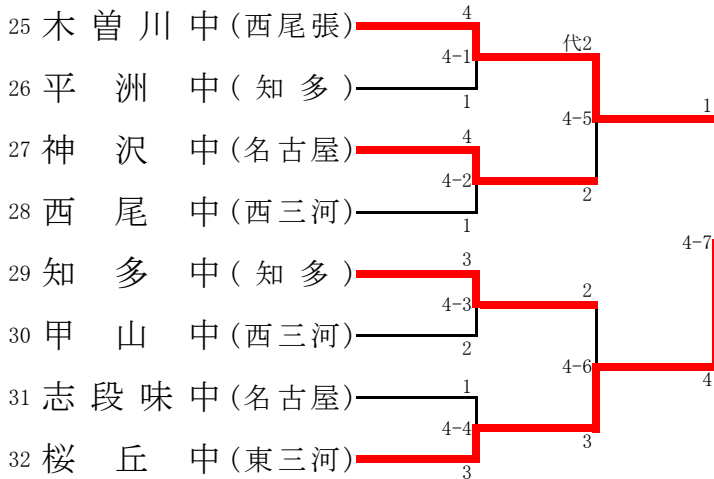 25 木曽川中(西尾張)
4
4-1
代2
26 平洲中(知多)
1
4-5
1
27 神沢中(名古屋)
4
4-2
2
28 西尾中(西三河)
1
4-7
29 知多中(知多)
3
4-3
2
30 甲山中(西三河)
2
4-6
4
31 志段味中(名古屋)
1
4-4
3
32 桜丘中(東三河)
3